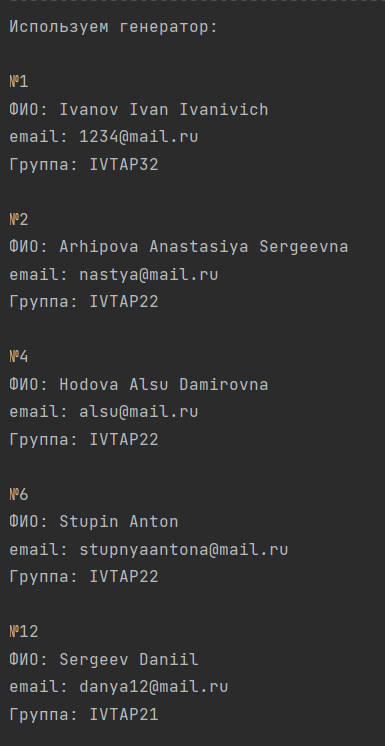 Используем генератор:
№1
ФИО: Ivanov Ivan Ivanivich
email: 1234@mail.ru
Группа: IVTAP32
№2
ФИО: Arhipova Anastasiya Sergeevna
email: nastya@mail.ru
Группа: IVTAP22
№4
ФИО: Hodova Alsu Damirovna
email: alsu@mail.ru
Группа: IVTAP22
№6
ФИО: Stupin Anton
email: stupnyaantona@mail.ru
Группа: IVTAP22
№12
ФИО: Sergeev Daniil
email: danya12@mail.ru
Группа: IVTAP21